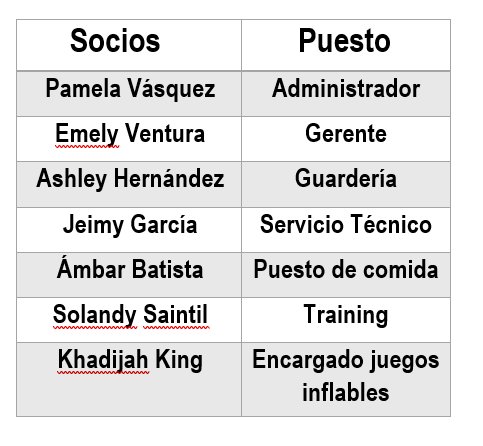 Socios Puesto
Pamela Vásquez Administrador
Emely Ventura Gerente
Ashley Hernández Guardería
Jeimy García Servicio Técnico
Ámbar Batista Puesto de comida
Solandy Saintil Training
Khadijah King Encargado juegos
inflables